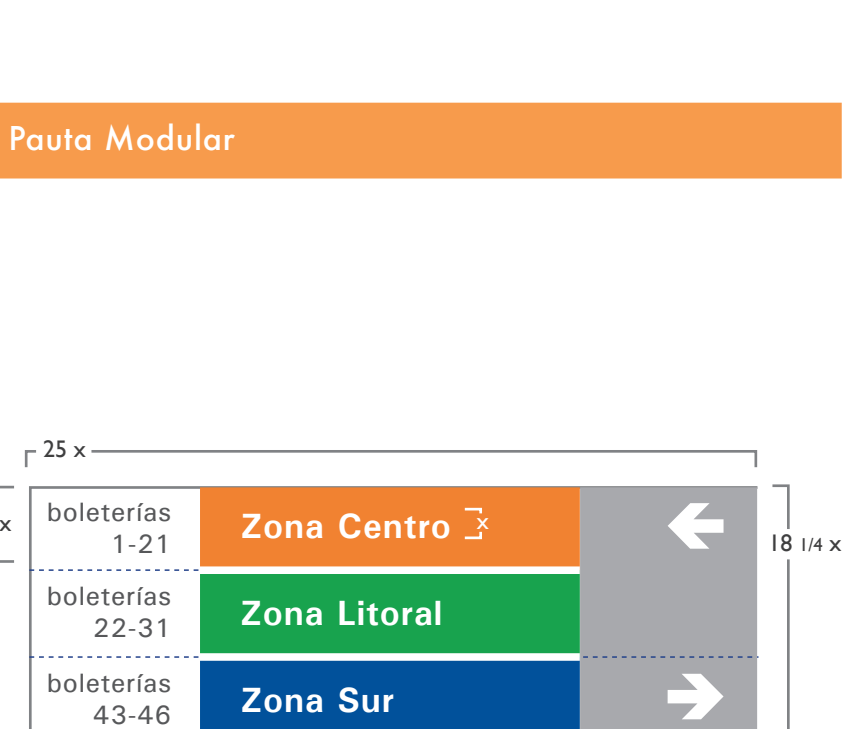 Pauta Modular
25 x
x
boleterías
1-21
Zona Centro x
18 1/4 x
boleterías
22-31
Zona Litoral
boleterías
43-46
Zona Sur